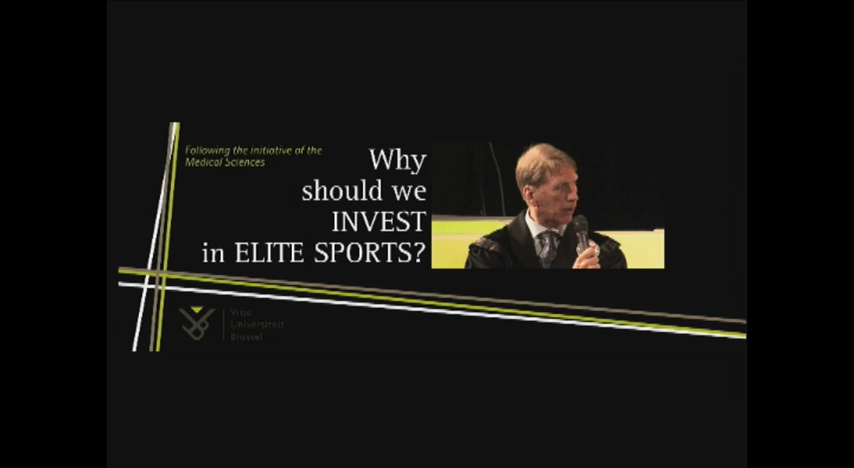 Following the initiative of the
Medical Sciences
Why
should we
INVEST
in ELITE SPORTS?
Vrije
Universiteit
Brussel